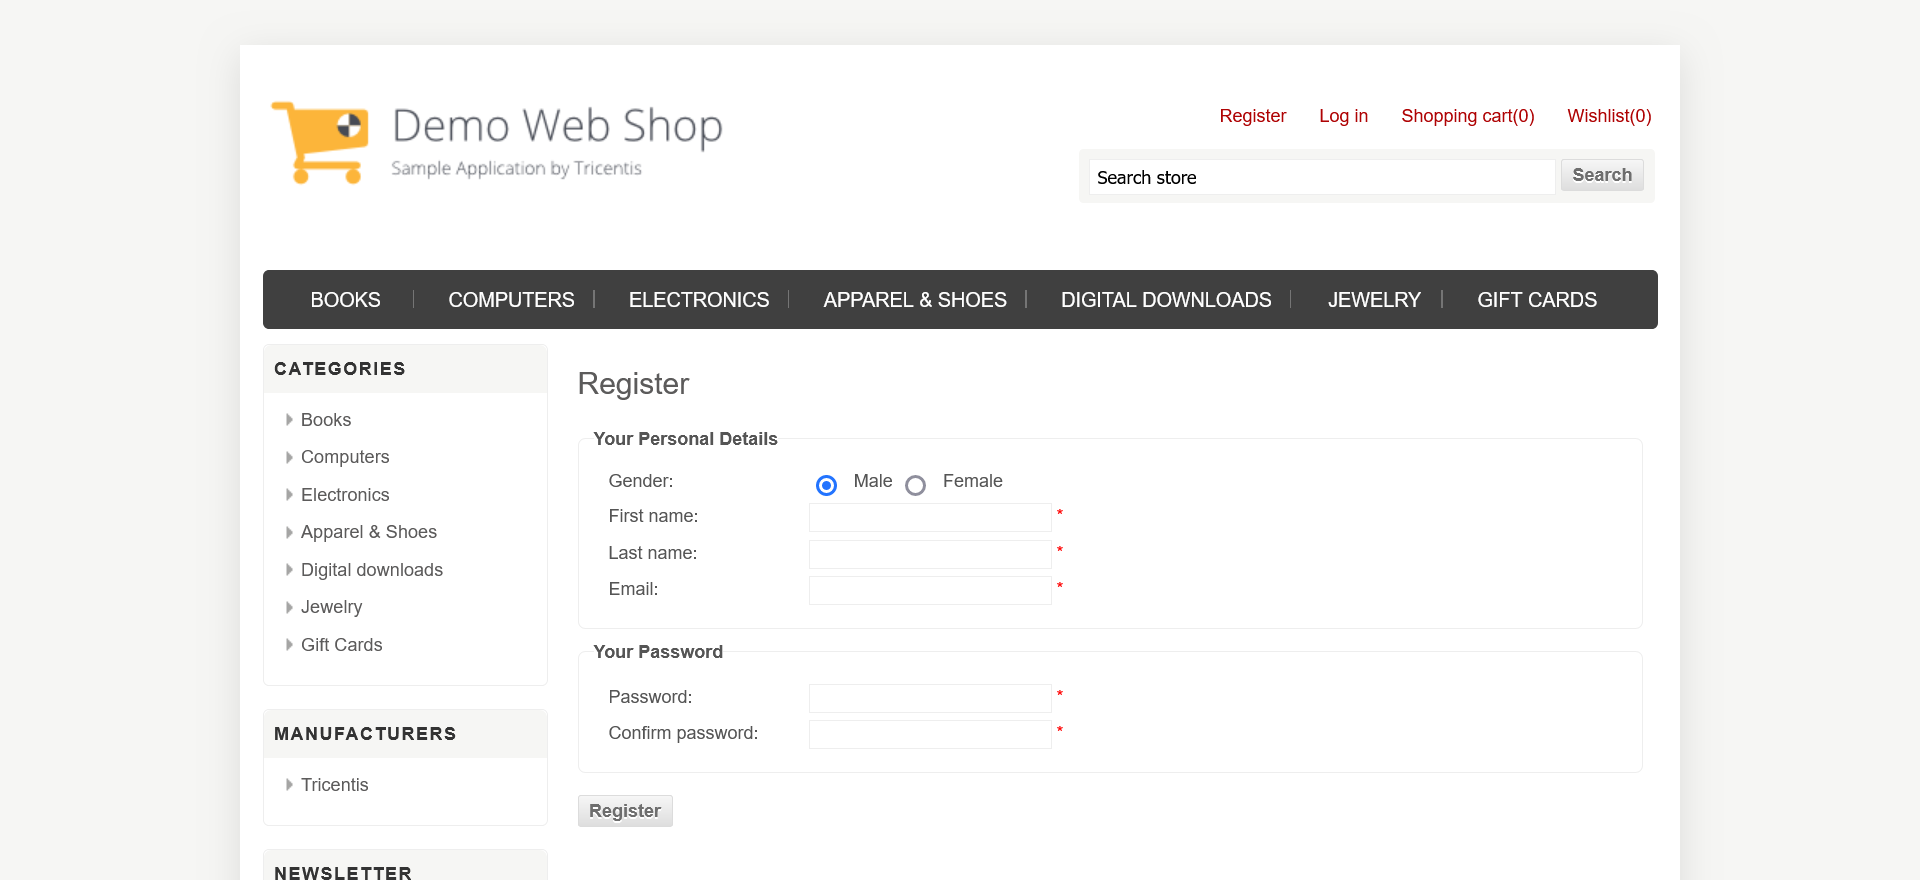 Demo Web Shop
Sample Application by Tricentis
Register Log in Shopping cart(0) Wishlist(0)
Search store Search
BOOKS COMPUTERS ELECTRONICS APPAREL & SHOES DIGITAL DOWNLOADS JEWELRY GIFT CARDS
CATEGORIES
Books
Computers
Electronics
Apparel & Shoes
Digital downloads
Jewelry
Gift Cards
MANUFACTURERS
Tricentis
NEWSLETTER
Register
Your Personal Details
Gender: Male Female
First name: *
Last name: *
Email: *
Your Password
Password: *
Confirm password: *
Register